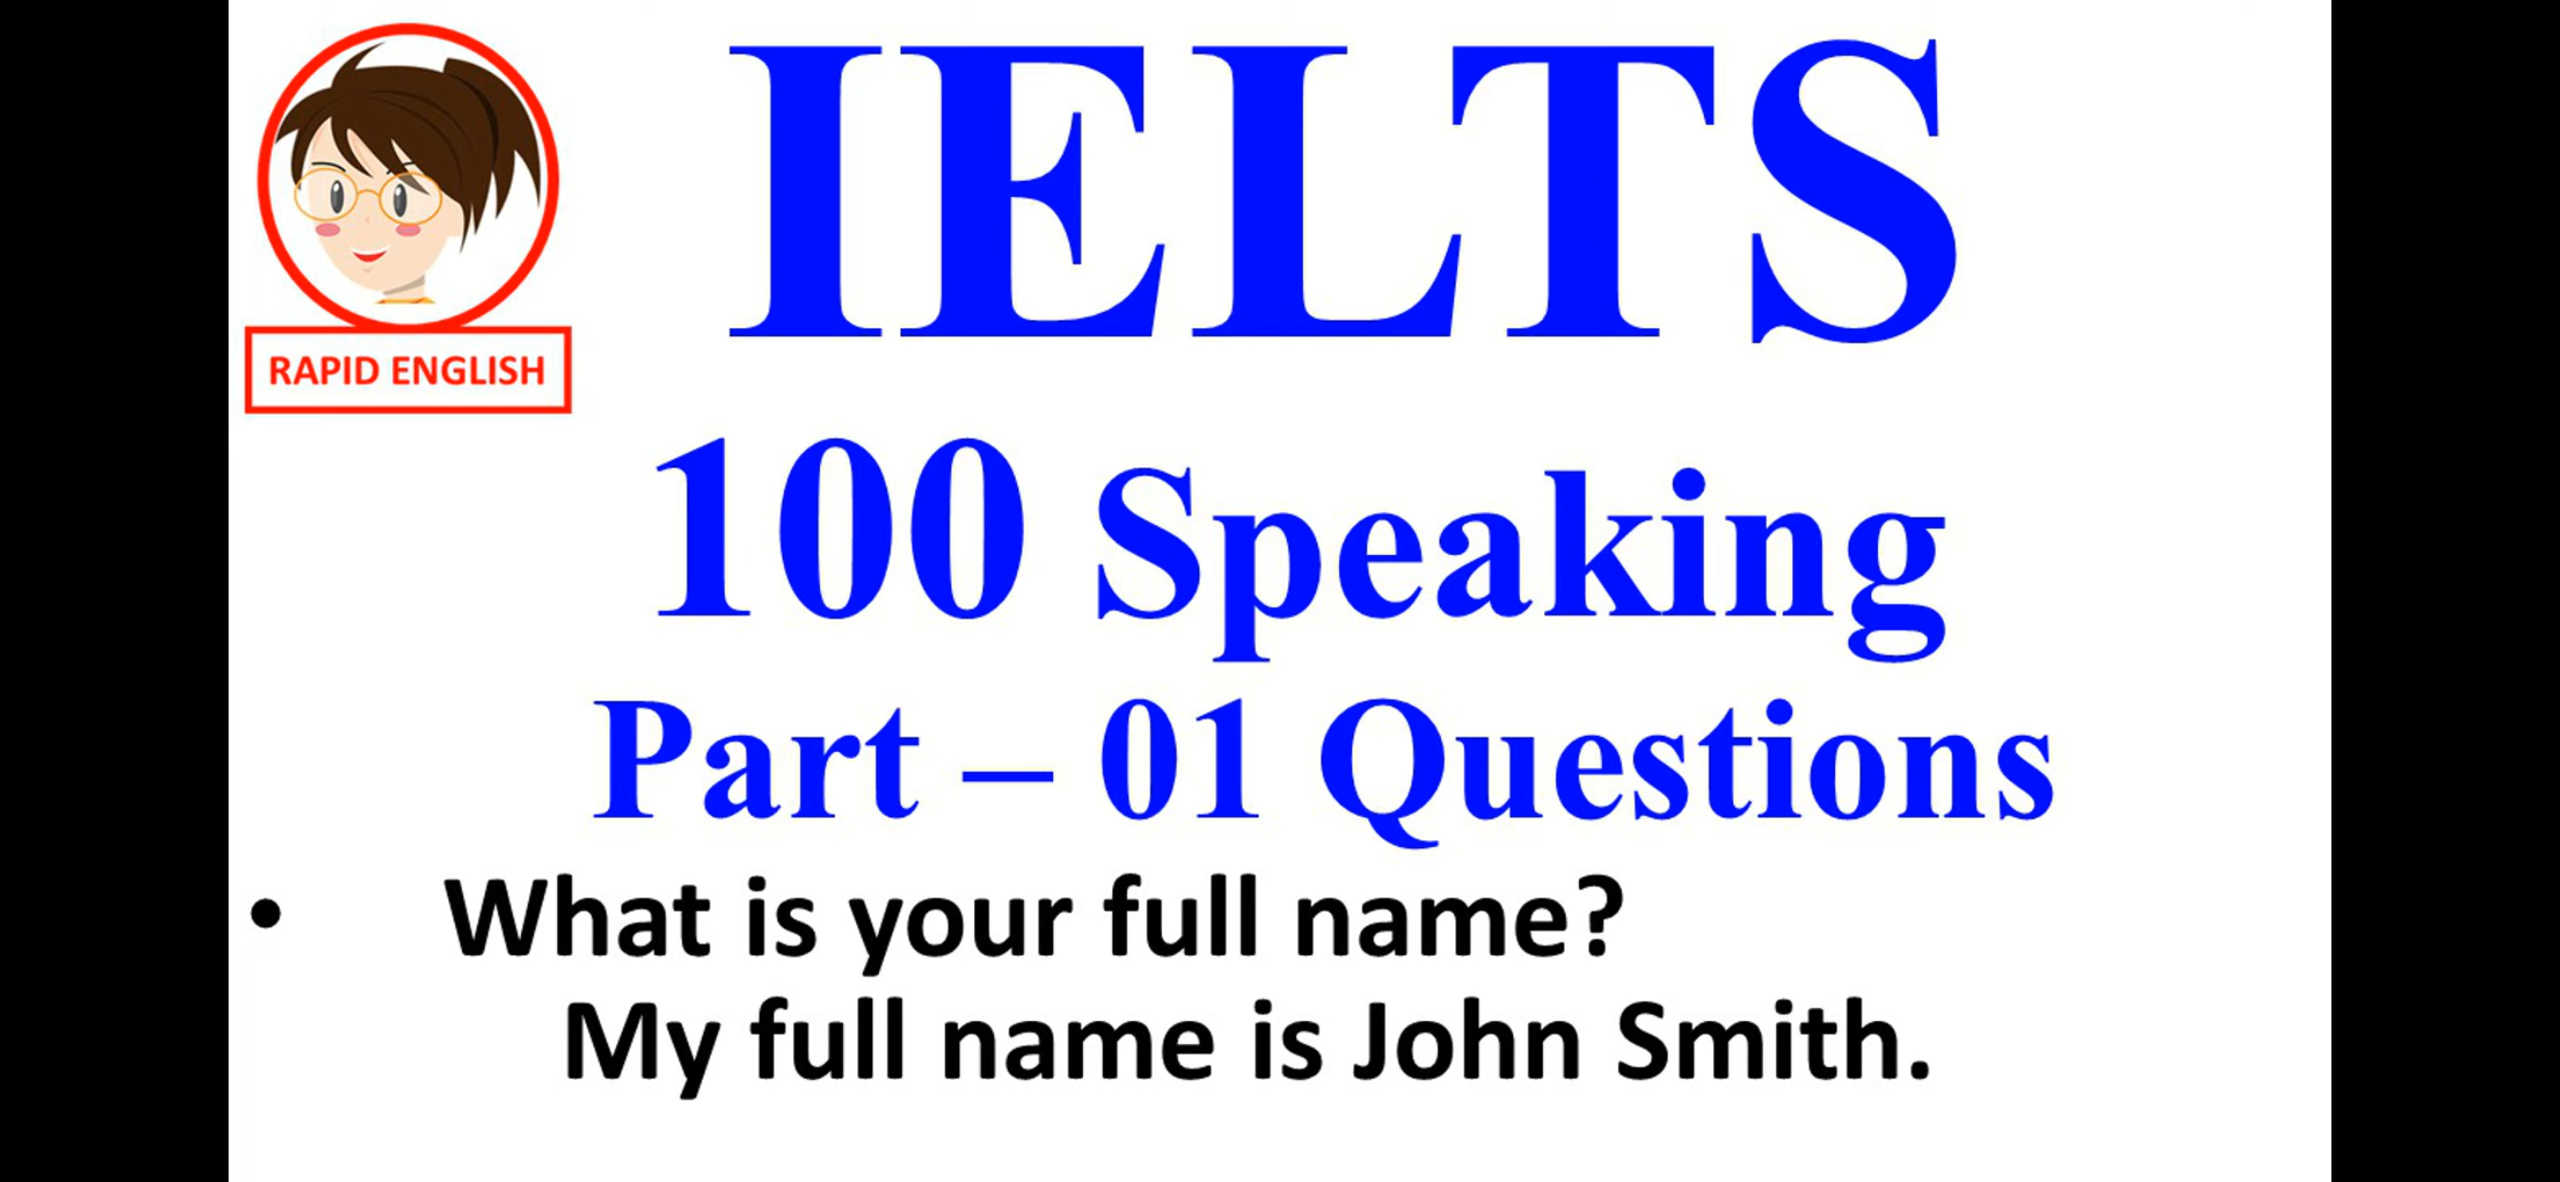 IELTS
RAPID ENGLISH
100 Speaking
Part – 01 Questions
• What is your full name?
My full name is John Smith.